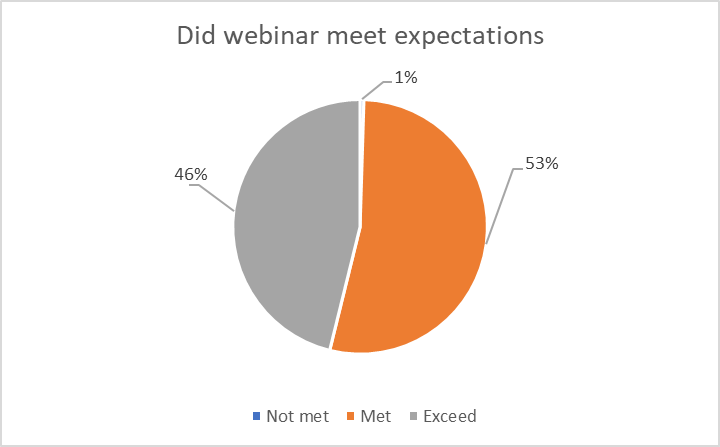 Did webinar meet expectations
1%
53%
46%
Not met Met Exceed